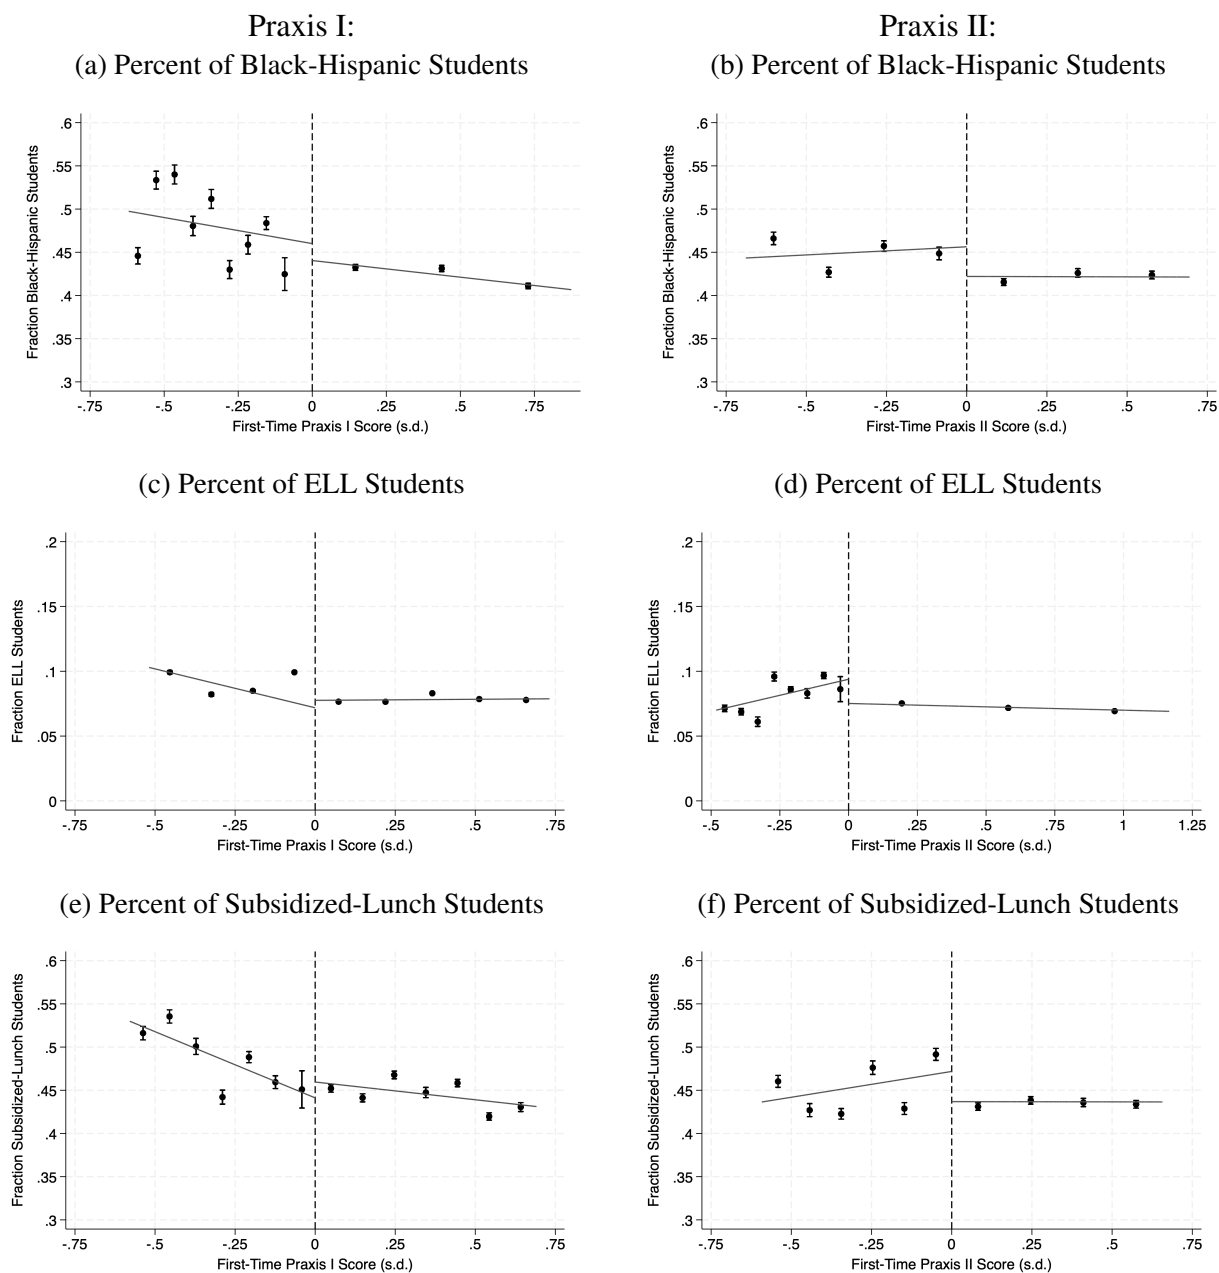 Praxis I:
(a) Percent of Black-Hispanic Students
Fraction Black-Hispanic Students
.6
.55
.5
.45
.4
.35
.3
-.75 -.5 -.25 0 .25 .5 .75
First-Time Praxis I Score (s.d.)
Praxis II:
(b) Percent of Black-Hispanic Students
Fraction Black-Hispanic Students
.6
.55
.5
.45
.4
.35
.3
-.75 -.5 -.25 0 .25 .5 .75
First-Time Praxis II Score (s.d.)
(c) Percent of ELL Students
Fraction ELL Students
.2
.15
.1
.05
0
-.75 -.5 -.25 0 .25 .5 .75
First-Time Praxis I Score (s.d.)
(d) Percent of ELL Students
Fraction ELL Students
.2
.15
.1
.05
0
-.5 -.25 0 .25 .5 .75 1 1.25
First-Time Praxis II Score (s.d.)
(e) Percent of Subsidized-Lunch Students
Fraction Subsidized-Lunch Students
.6
.55
.5
.45
.4
.35
.3
-.75 -.5 -.25 0 .25 .5 .75
First-Time Praxis I Score (s.d.)
(f) Percent of Subsidized-Lunch Students
Fraction Subsidized-Lunch Students
.6
.55
.5
.45
.4
.35
.3
-.75 -.5 -.25 0 .25 .5 .75
First-Time Praxis II Score (s.d.)